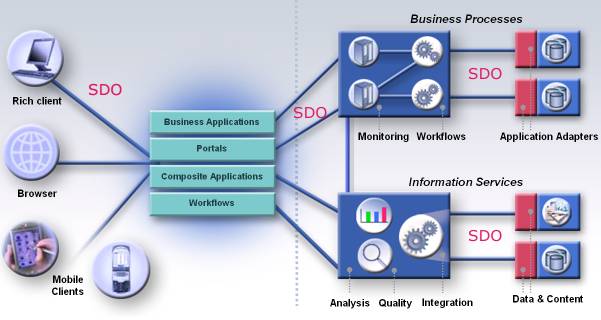 Business Processes
SDO
Rich client
SDO
SDO
Business Applications
Portals
Composite Applications
Workflows
Monitoring
Workflows
Application Adapters
Browser
Information Services
SDO
Mobile
Clients
Analysis
Quality
Integration
Data & Content